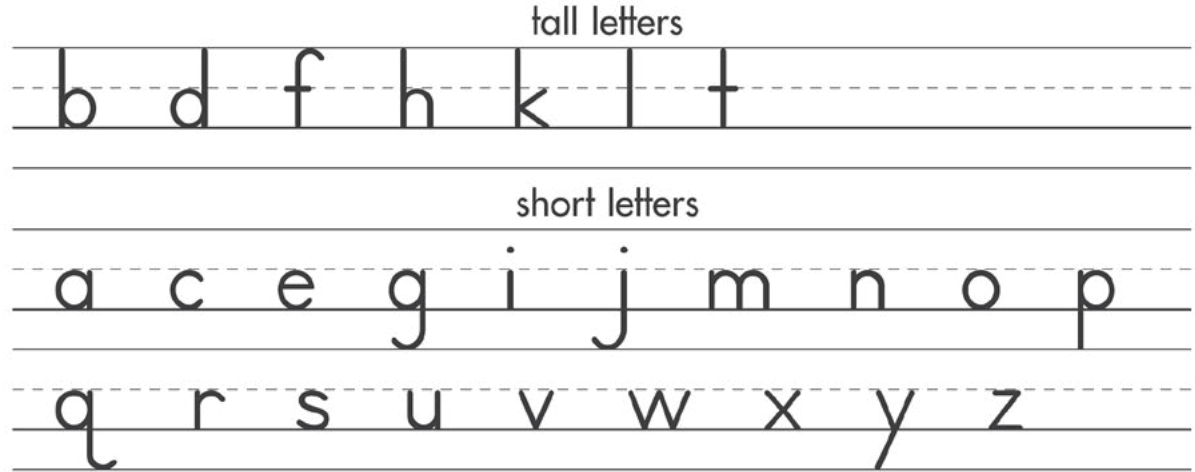 tall letters
b d f h k l t
short letters
a c e g i j m n o p
q r s u v w x y z